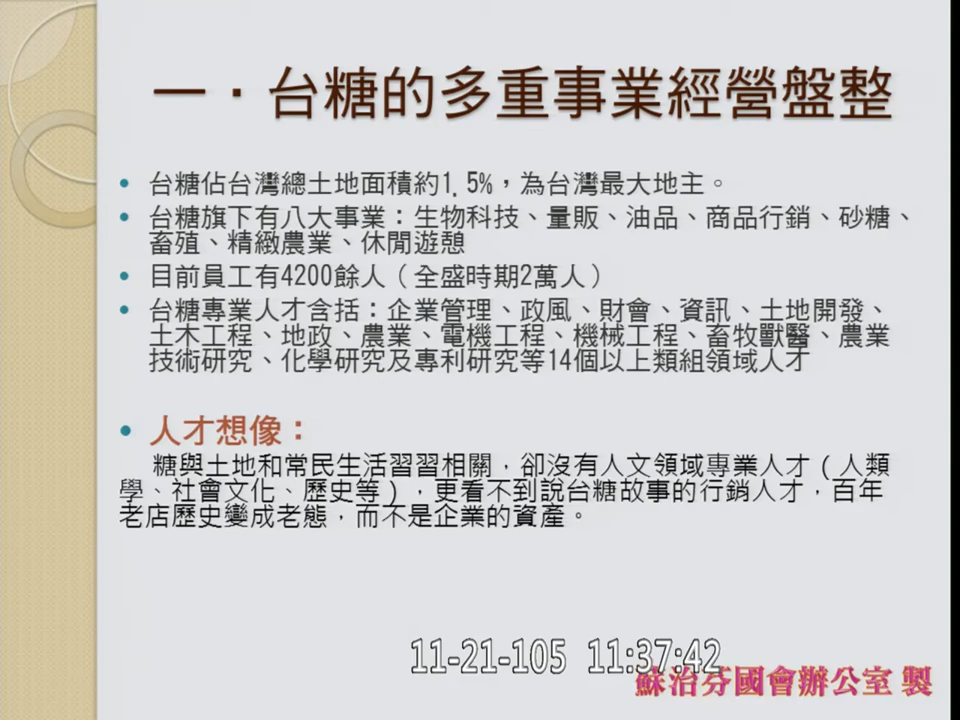 一．台糖的多重事業經營盤整
• 台糖佔台灣總土地面積約1.5%，為台灣最大地主。
• 台糖旗下有八大事業：生物科技、量販、油品、商品行銷、砂糖、
畜殖、精緻農業、休閒遊憩
• 目前員工有4200餘人（全盛時期2萬人）
• 台糖專業人才含括：企業管理、政風、財會、資訊、土地開發、
土木工程、地政、農業、電機工程、機械工程、畜牧獸醫、農業
技術研究、化學研究及專利研究等14個以上類組領域人才
• 人才想像：
糖與土地和常民生活習習相關，卻沒有人文領域專業人才（人類
學、社會文化、歷史等），更看不到說台糖故事的行銷人才，百年
老店歷史變成老態，而不是企業的資產。
11-21-105 11:37:42
蘇治芬國會辦公室 製